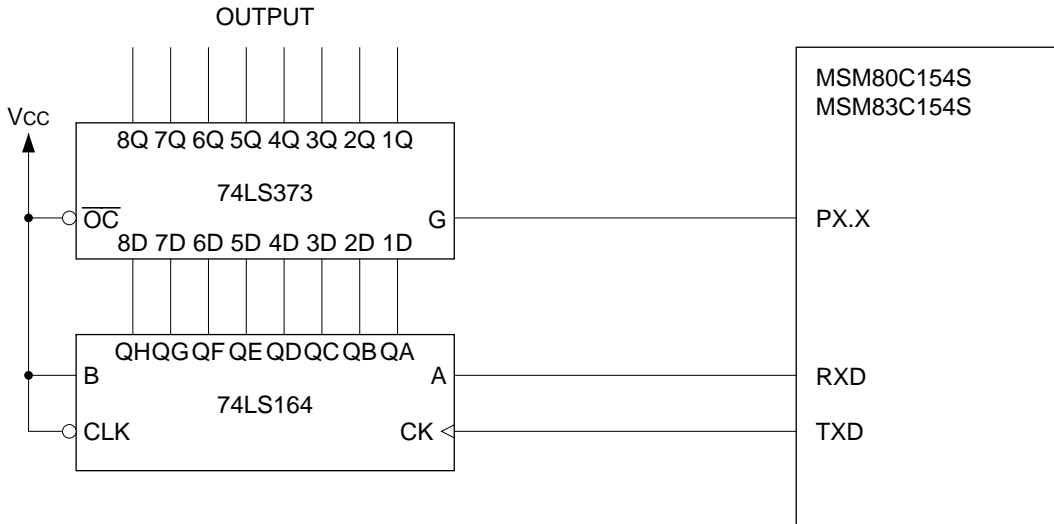 OUTPUT
MSM80C154S
MSM83C154S
VCC
8Q 7Q 6Q 5Q 4Q 3Q 2Q 1Q
74LS373
OC G PX.X
8D 7D 6D 5D 4D 3D 2D 1D
QH QG QF QE QD QC QB QA
B A RXD
74LS164
CLK CK TXD